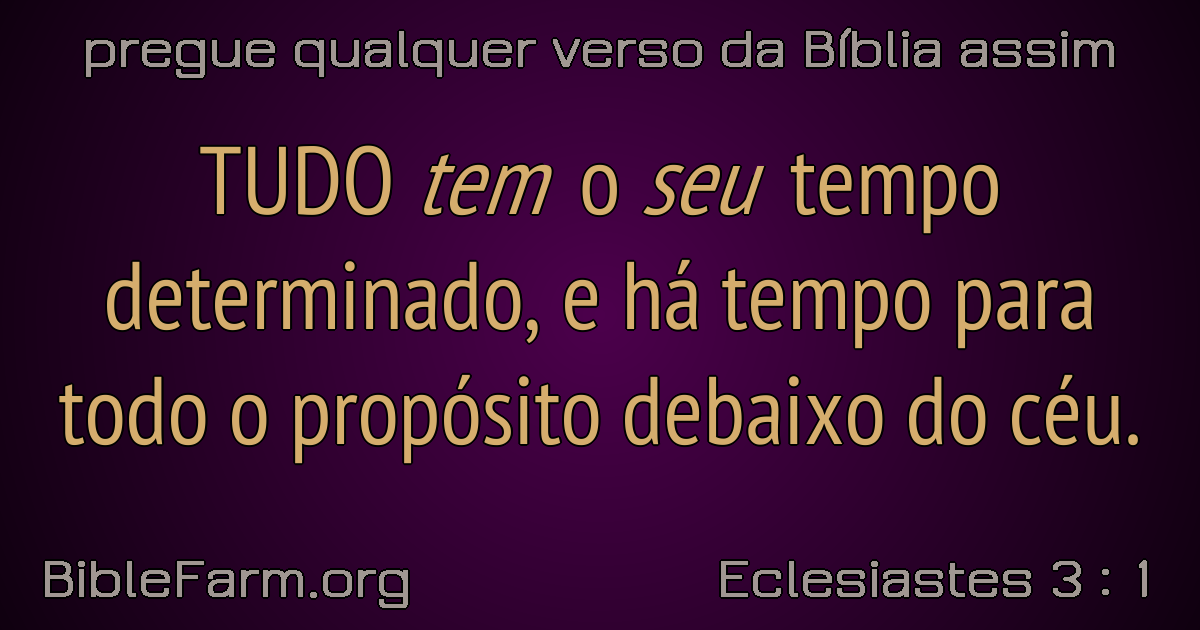 pregue qualquer verso da Bíblia assim
TUDO tem o seu tempo
determinado, e há tempo para
todo o propósito debaixo do céu.
BibleFarm.org
Eclesiastes 3 : 1